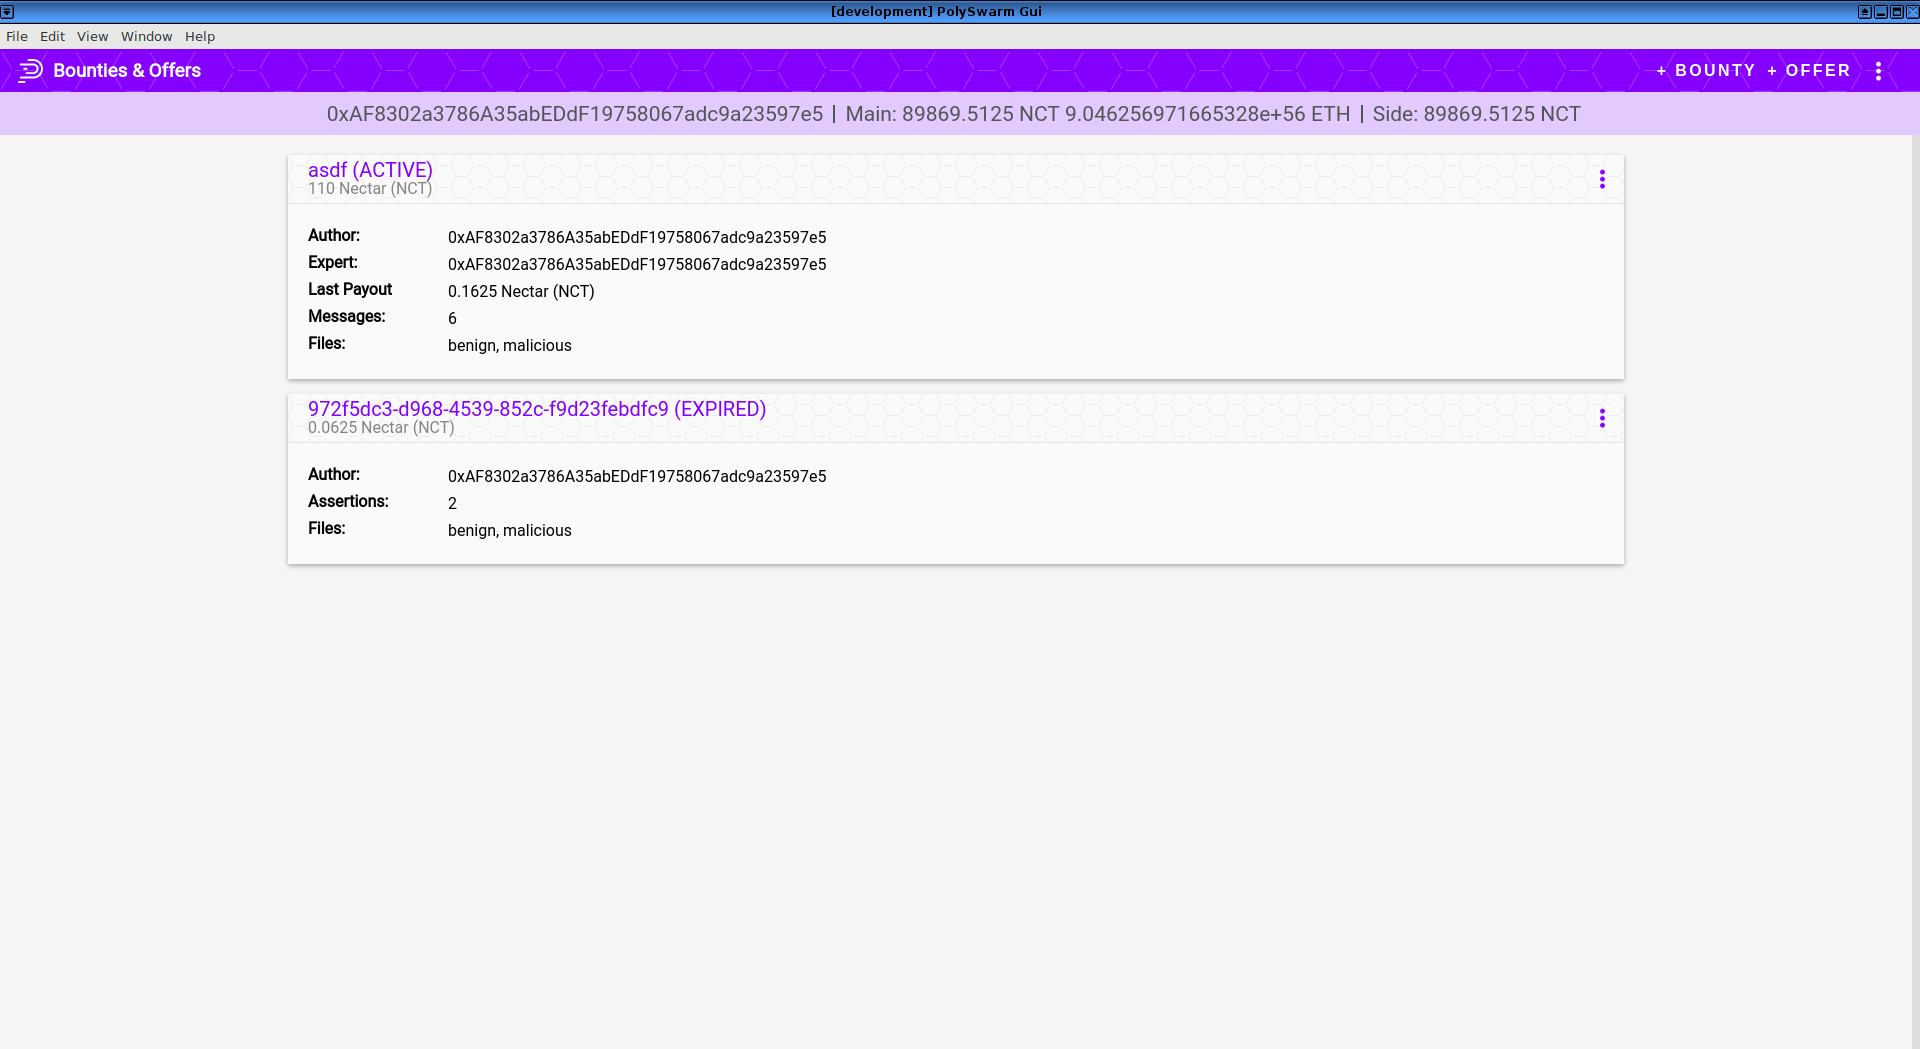 [development] PolySwarm Gui
File Edit View Window Help
Bounties & Offers
+ BOUNTY + OFFER
0xAF8302a3786A35abEDdF19758067adc9a23597e5 | Main: 89869.5125 NCT 9.046256971665328e+56 ETH | Side: 89869.5125 NCT
asdf (ACTIVE)
110 Nectar (NCT)
Author: 0xAF8302a3786A35abEDdF19758067adc9a23597e5
Expert: 0xAF8302a3786A35abEDdF19758067adc9a23597e5
Last Payout 0.1625 Nectar (NCT)
Messages: 6
Files: benign, malicious
972f5dc3-d968-4539-852c-f9d23febdfc9 (EXPIRED)
0.0625 Nectar (NCT)
Author: 0xAF8302a3786A35abEDdF19758067adc9a23597e5
Assertions: 2
Files: benign, malicious